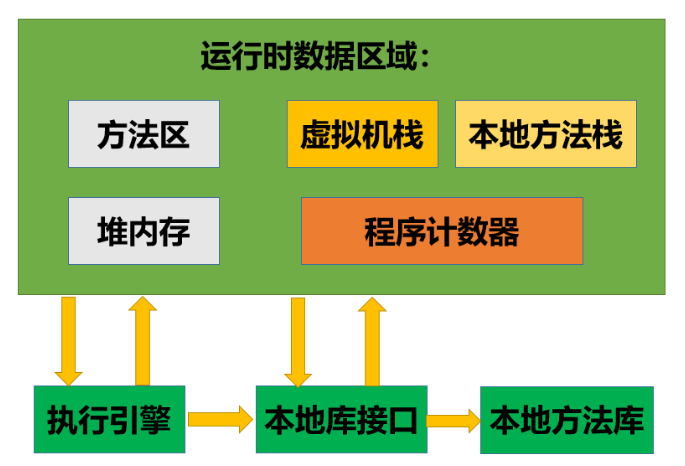 运行时数据区域：
方法区
虚拟机栈
本地方法栈
堆内存
程序计数器
执行引擎
本地库接口
本地方法库